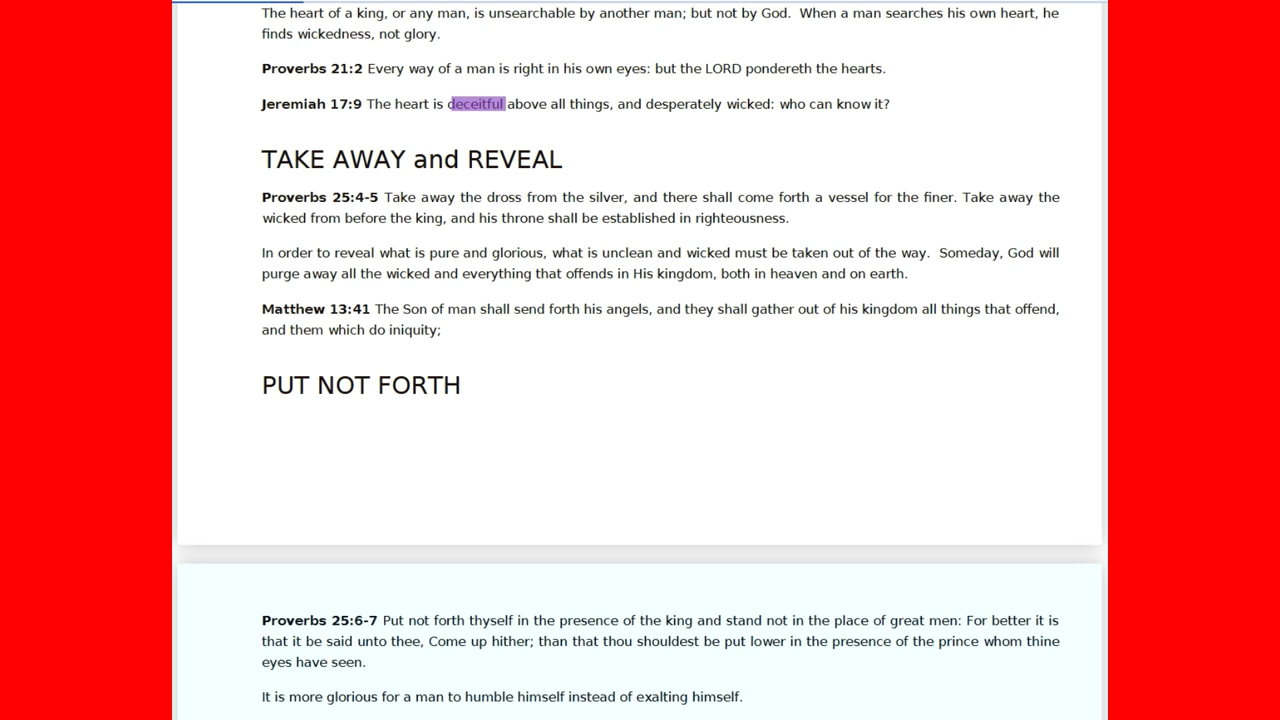 The heart of a king, or any man, is unsearchable by another man; but not by God.  When a man searches his own heart, he
finds wickedness, not glory.
Proverbs 21:2 Every way of a man is right in his own eyes: but the LORD pondereth the hearts.
Jeremiah 17:9 The heart is deceitful above all things, and desperately wicked: who can know it?
TAKE AWAY and REVEAL
Proverbs 25:4-5 Take away the dross from the silver, and there shall come forth a vessel for the finer. Take away the
wicked from before the king, and his throne shall be established in righteousness.
In order to reveal what is pure and glorious, what is unclean and wicked must be taken out of the way.  Someday, God will
purge away all the wicked and everything that offends in His kingdom, both in heaven and on earth.
Matthew 13:41 The Son of man shall send forth his angels, and they shall gather out of his kingdom all things that offend,
and them which do iniquity;
PUT NOT FORTH
Proverbs 25:6-7 Put not forth thyself in the presence of the king and stand not in the place of great men: For better it is
that it be said unto thee, Come up hither; than that thou shouldest be put lower in the presence of the prince whom thine
eyes have seen.
It is more glorious for a man to humble himself instead of exalting himself.